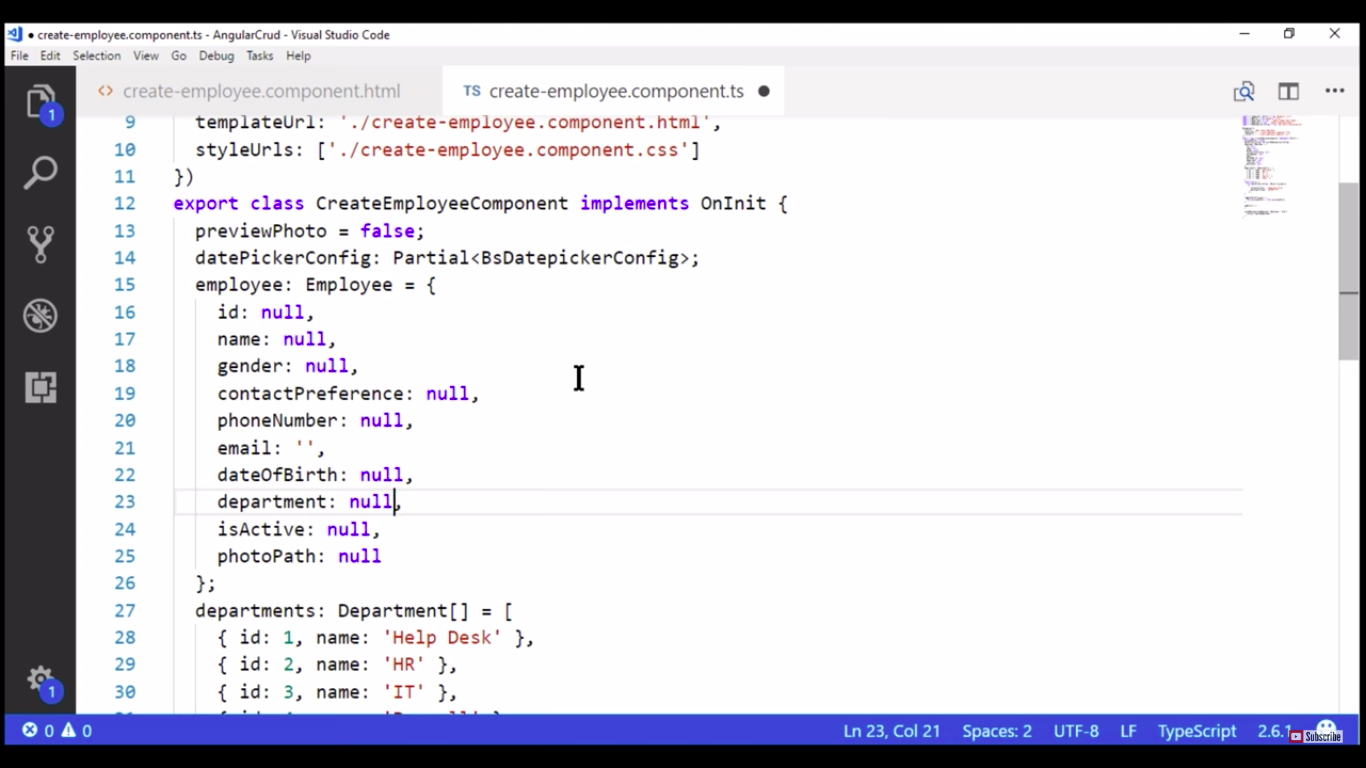 ● create-employee.component.ts - AngularCrud - Visual Studio Code
File Edit Selection View Go Debug Tasks Help
<> create-employee.component.html TS create-employee.component.ts ●
1
9 templateUrl: './create-employee.component.html',
10 styleUrls: ['./create-employee.component.css']
11 })
12 export class CreateEmployeeComponent implements OnInit {
13 previewPhoto = false;
14 datePickerConfig: Partial<BsDatepickerConfig>;
15 employee: Employee = {
16 id: null,
17 name: null,
18 gender: null,
19 contactPreference: null,
20 phoneNumber: null,
21 email: '',
22 dateOfBirth: null,
23 department: null,
24 isActive: null,
25 photoPath: null
26 };
27 departments: Department[] = [
28 { id: 1, name: 'Help Desk' },
29 { id: 2, name: 'HR' },
30 { id: 3, name: 'IT' },
1
0 0 Ln 23, Col 21 Spaces: 2 UTF-8 LF TypeScript 2.6.1
Subscribe